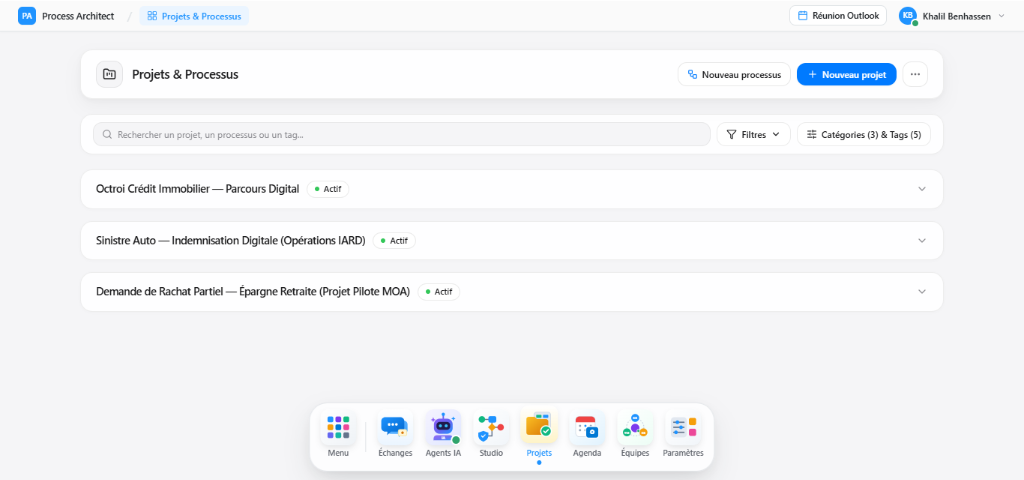 PA Process Architect / Projets & Processus
Réunion Outlook
KB Khalil Benhassen
Projets & Processus
Nouveau processus
+ Nouveau projet
Rechercher un projet, un processus ou un tag...
Filtres
Catégories (3) & Tags (5)
Octroi Crédit Immobilier — Parcours Digital Actif
Sinistre Auto — Indemnisation Digitale (Opérations IARD) Actif
Demande de Rachat Partiel — Épargne Retraite (Projet Pilote MOA) Actif
Menu
Échanges
Agents IA
Studio
Projets
Agenda
Équipes
Paramètres